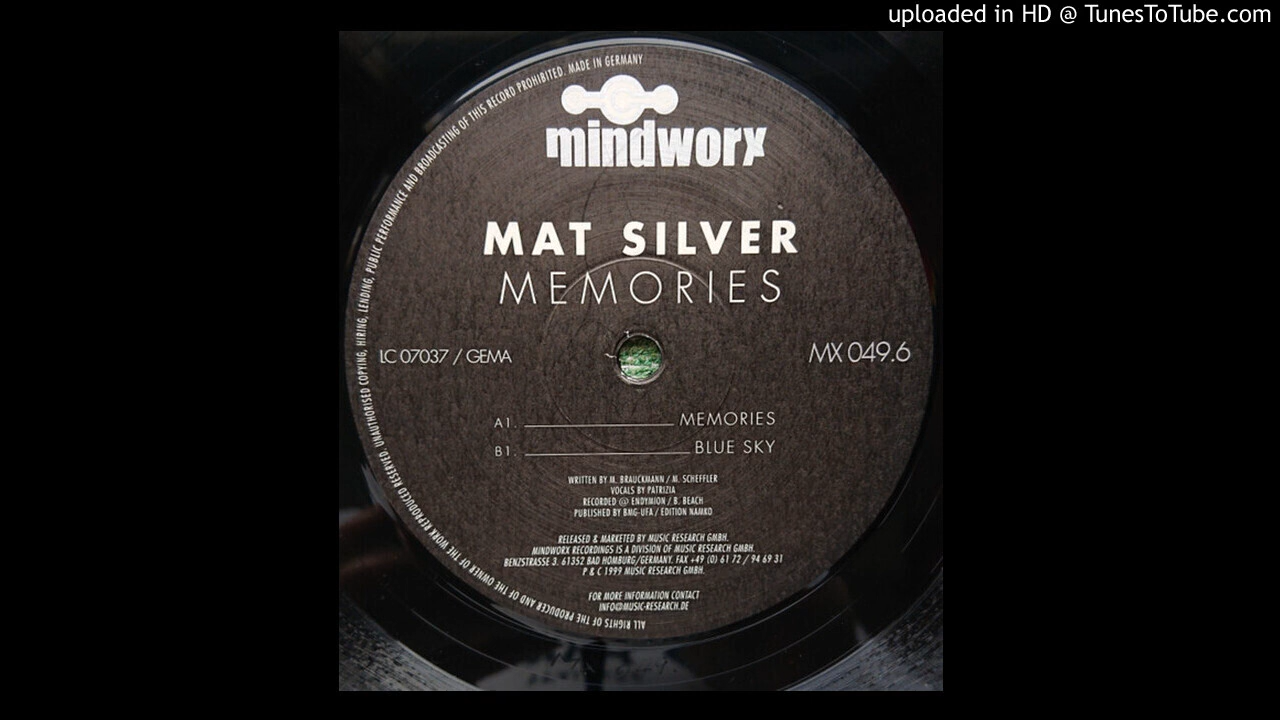 uploaded in HD @ TunesToTube.com
ALL RIGHTS OF THE PRODUCER AND OF THE OWNER OF THE WORK REPRODUCED RESERVED. UNAUTHORISED COPYING, HIRING, LENDING, PUBLIC PERFORMANCE AND BROADCASTING OF THIS RECORD PROHIBITED. MADE IN GERMANY
mindworx
MAT SILVER
MEMORIES
LC 07037 / GEMA
MX 049.6
A1. MEMORIES
B1. BLUE SKY
WRITTEN BY M. BRAUCKMANN / M. SCHEFFLER
VOCALS BY PATRIZIA
RECORDED @ ENDYMION / B. BEACH
PUBLISHED BY BMG-UFA / EDITION NAMKO
RELEASED & MARKETED BY MUSIC RESEARCH GMBH.
MINDWORX RECORDINGS IS A DIVISION OF MUSIC RESEARCH GMBH.
BENZSTRASSE 3. 61352 BAD HOMBURG/GERMANY. FAX +49 (0) 61 72 / 94 69 31
P & C 1999 MUSIC RESEARCH GMBH.
FOR MORE INFORMATION CONTACT
INFO@MUSIC-RESEARCH.DE